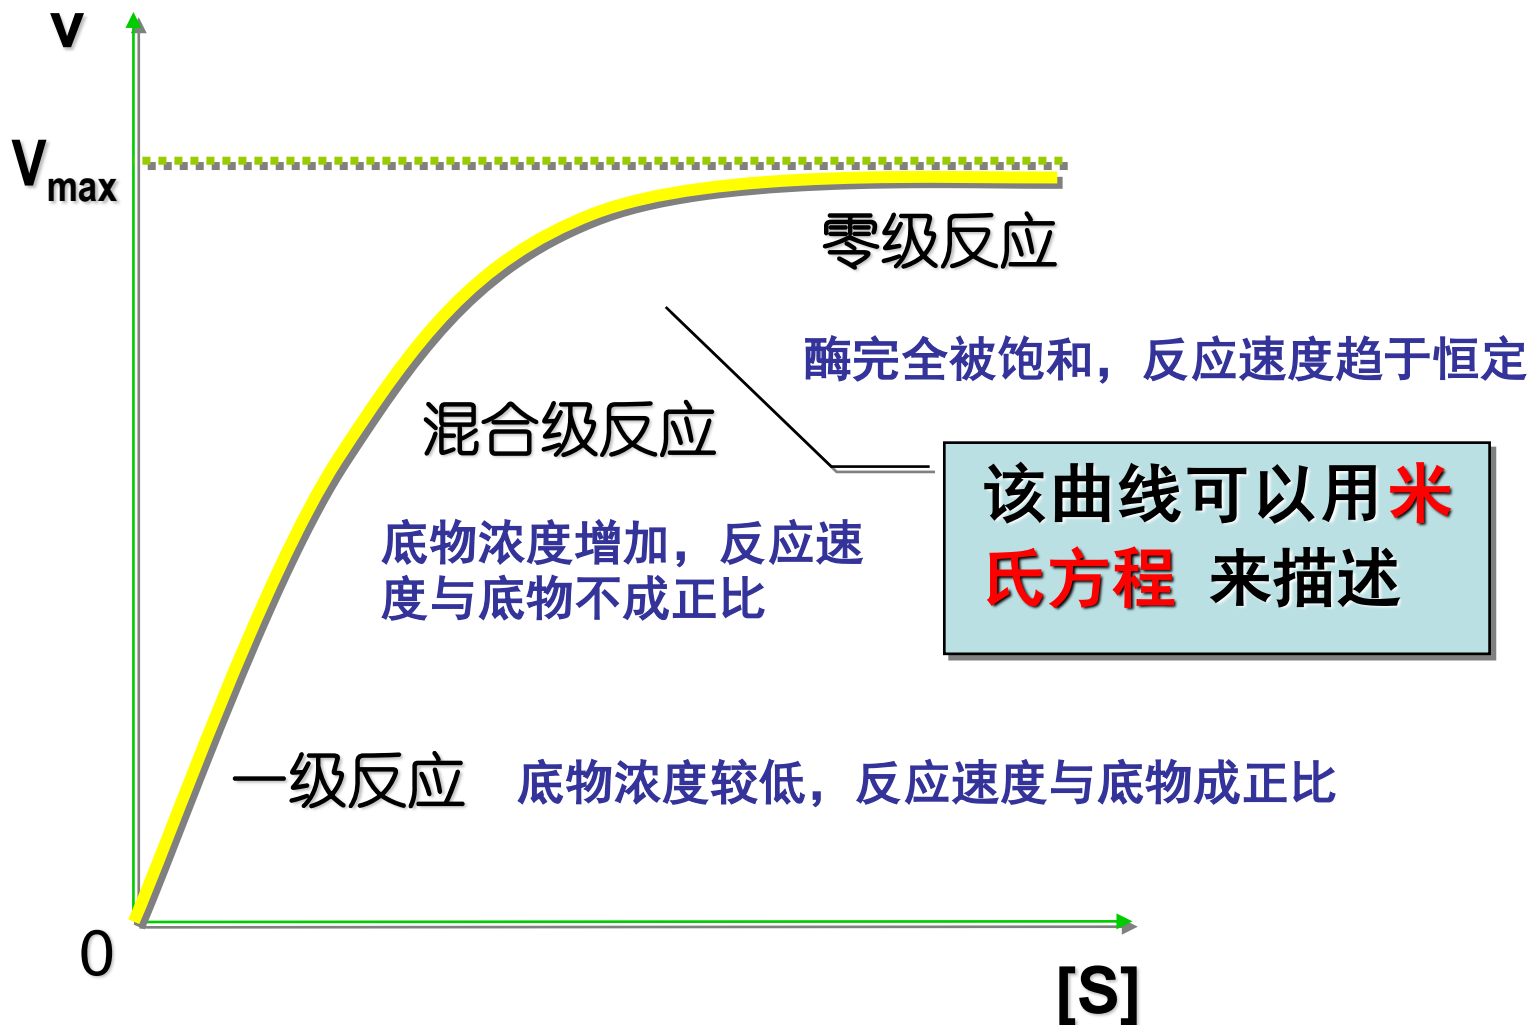 v
Vmax
零级反应
酶完全被饱和，反应速度趋于恒定
混合级反应
该曲线可以用米
氏方程 来描述
底物浓度增加，反应速
度与底物不成正比
一级反应
底物浓度较低，反应速度与底物成正比
0
[S]